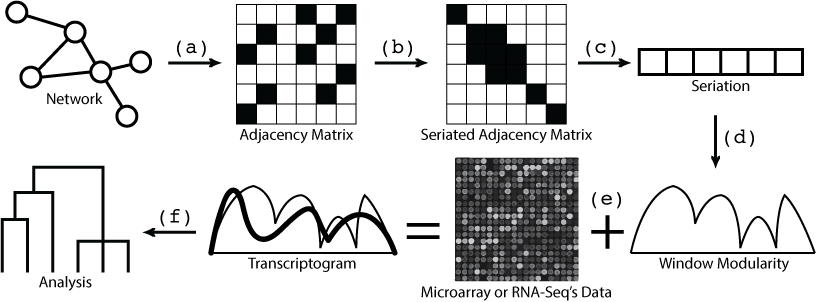 (a)
(b)
(c)
Network
Adjacency Matrix
Seriated Adjacency Matrix
Seriation
(d)
(e)
(f)
=
+
Analysis
Transcriptogram
Microarray or RNA-Seq's Data
Window Modularity